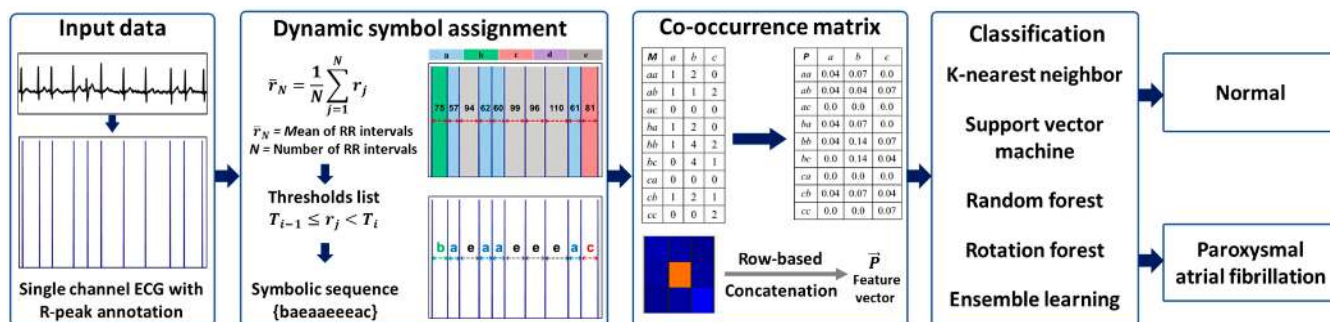 Input data
Single channel ECG with
R-peak annotation
Dynamic symbol assignment
r̄_N = 1/N ∑_{j=1}^{N} r_j
r̄_N = Mean of RR intervals
N = Number of RR intervals
Thresholds list
T_{i-1} ≤ r_j < T_i
Symbolic sequence
{baeaaeeeac}
a b c d e
75 57 94 62 60 99 96 110 61 81
b a e a a e e e a c
Co-occurrence matrix
M a b c
aa 1 2 0
ab 1 1 2
ac 0 0 0
ba 1 2 0
bb 1 4 2
bc 0 4 1
ca 0 0 0
cb 1 2 1
cc 0 0 2
P a b c
aa 0.04 0.07 0.0
ab 0.04 0.04 0.07
ac 0.0 0.0 0.0
ba 0.04 0.07 0.0
bb 0.04 0.14 0.07
bc 0.0 0.14 0.04
ca 0.0 0.0 0.0
cb 0.04 0.07 0.04
cc 0.0 0.0 0.07
Row-based
Concatenation
P⃗
Feature
vector
Classification
K-nearest neighbor
Support vector
machine
Random forest
Rotation forest
Ensemble learning
Normal
Paroxysmal
atrial fibrillation